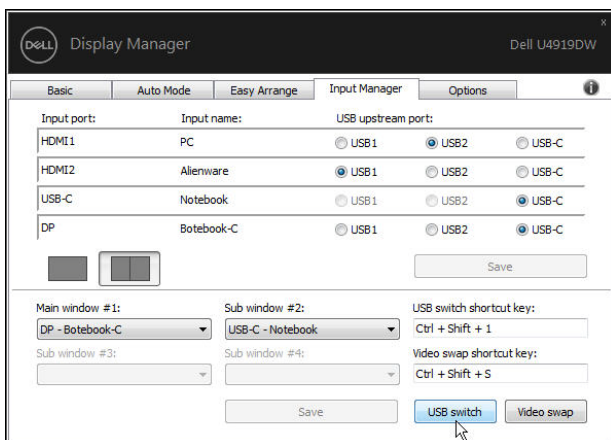 DELL Display Manager Dell U4919DW
x
Basic Auto Mode Easy Arrange Input Manager Options i
Input port: Input name: USB upstream port:
HDMI1 PC USB1 USB2 USB-C
HDMI2 Alienware USB1 USB2 USB-C
USB-C Notebook USB1 USB2 USB-C
DP Botebook-C USB1 USB2 USB-C
Save
Main window #1: Sub window #2: USB switch shortcut key:
DP - Botebook-C USB-C - Notebook Ctrl + Shift + 1
Sub window #3: Sub window #4: Video swap shortcut key:
Ctrl + Shift + S
Save USB switch Video swap